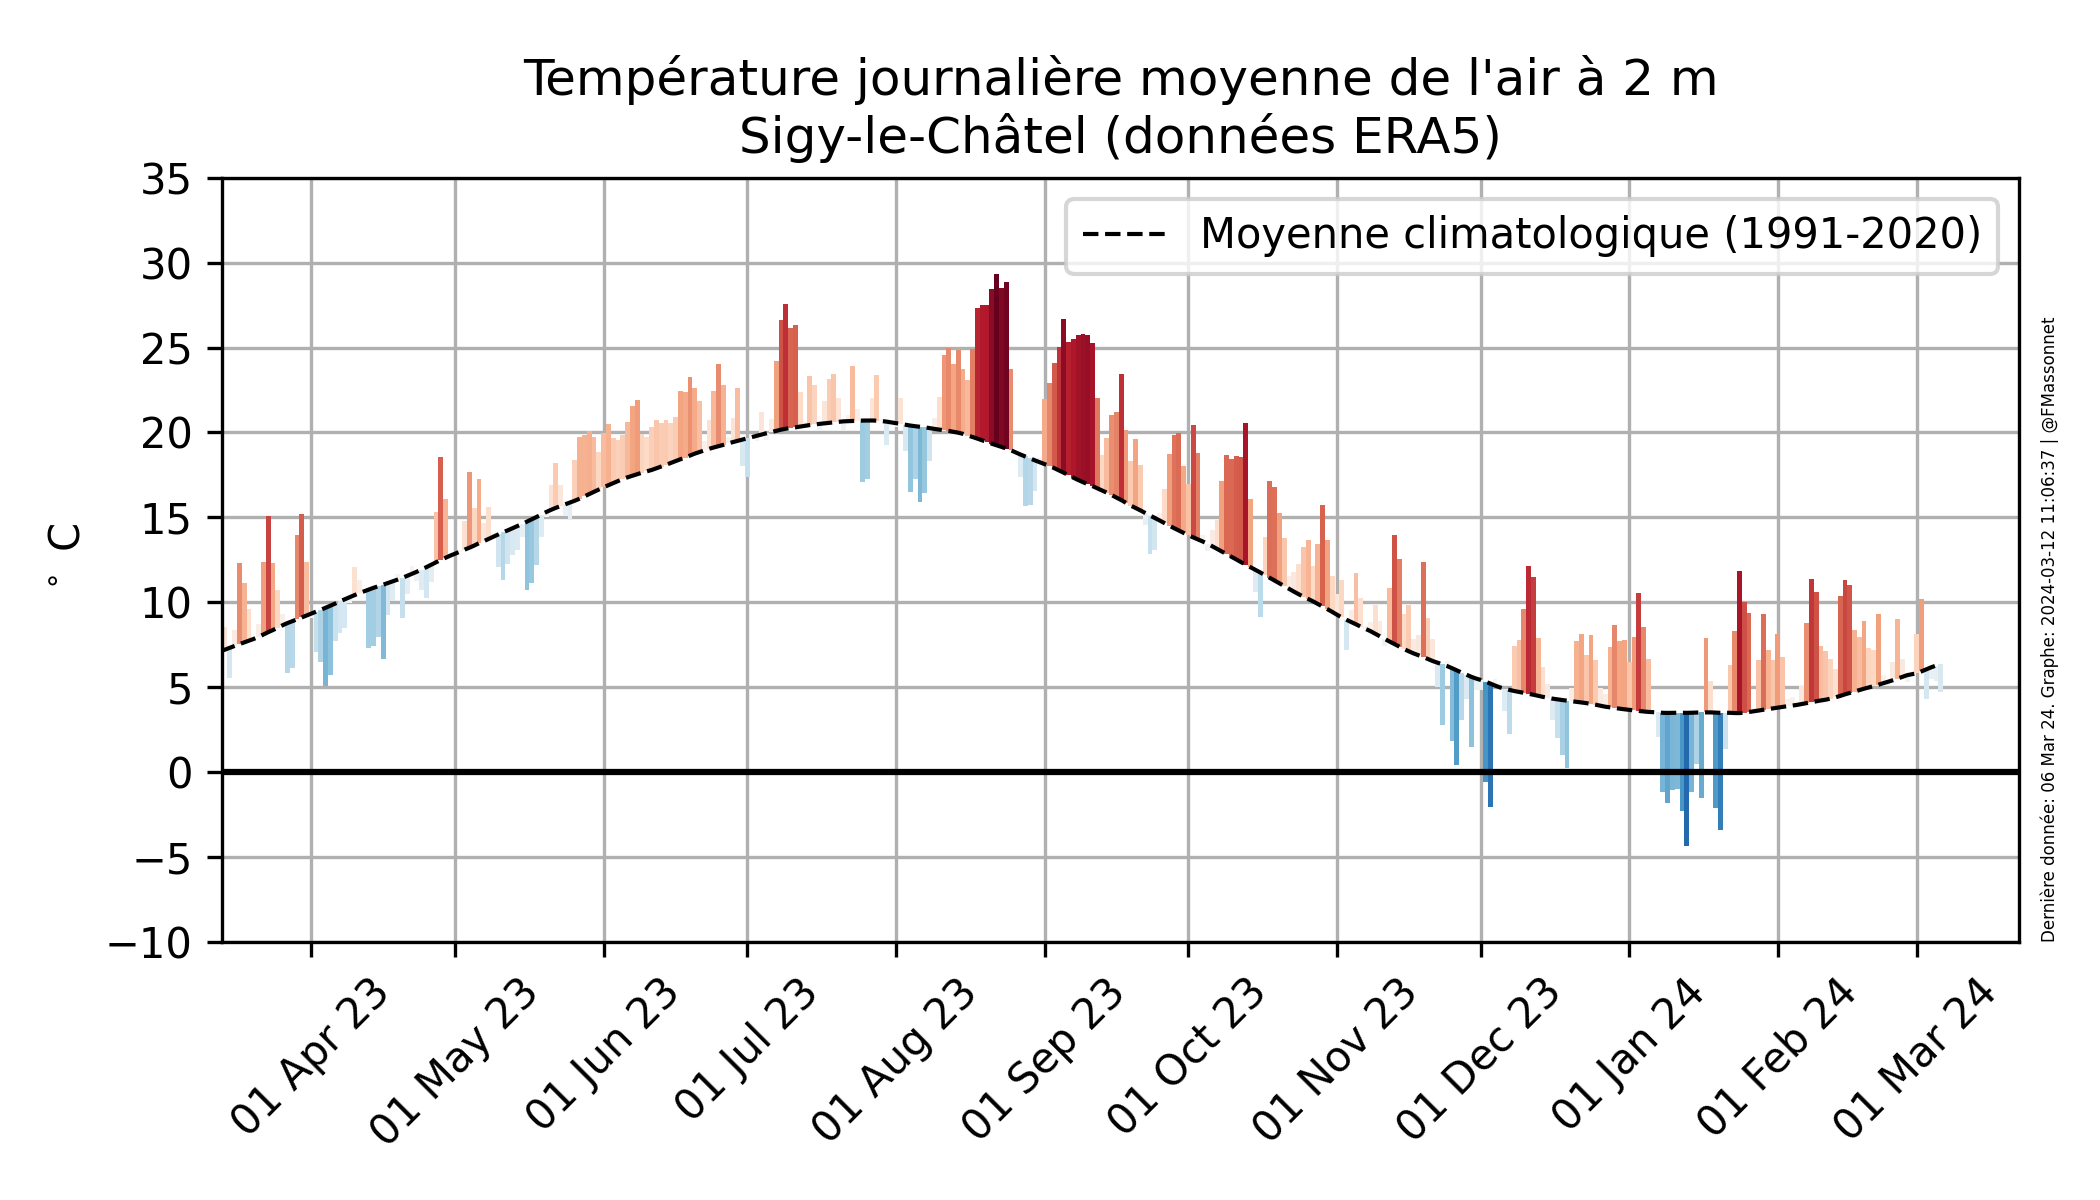 Température journalière moyenne de l'air à 2 m
Sigy-le-Châtel (données ERA5)
Moyenne climatologique (1991-2020)
° C
35
30
25
20
15
10
5
0
−5
−10
01 Apr 23
01 May 23
01 Jun 23
01 Jul 23
01 Aug 23
01 Sep 23
01 Oct 23
01 Nov 23
01 Dec 23
01 Jan 24
01 Feb 24
01 Mar 24
Dernière donnée: 06 Mar 24. Graphe: 2024-03-12 11:06:37 | @FMassonnet